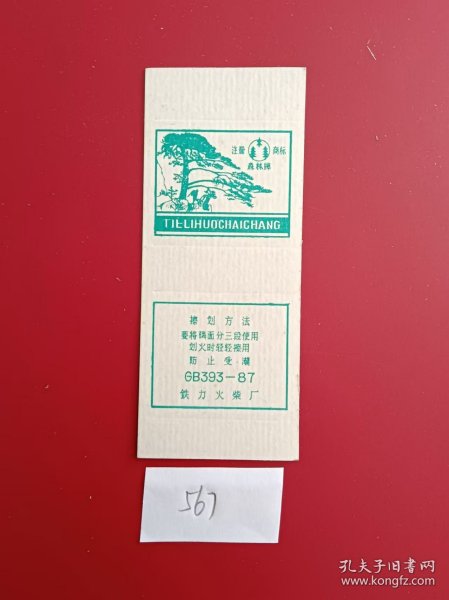 注册 商标
森林牌
TIELIHUOCHAICHANG
擦划方法
要将磷面分三段使用
划火时轻轻擦用
防止受潮
GB393-87
铁力火柴厂
567
孔夫子旧书网
www.kongfz.com